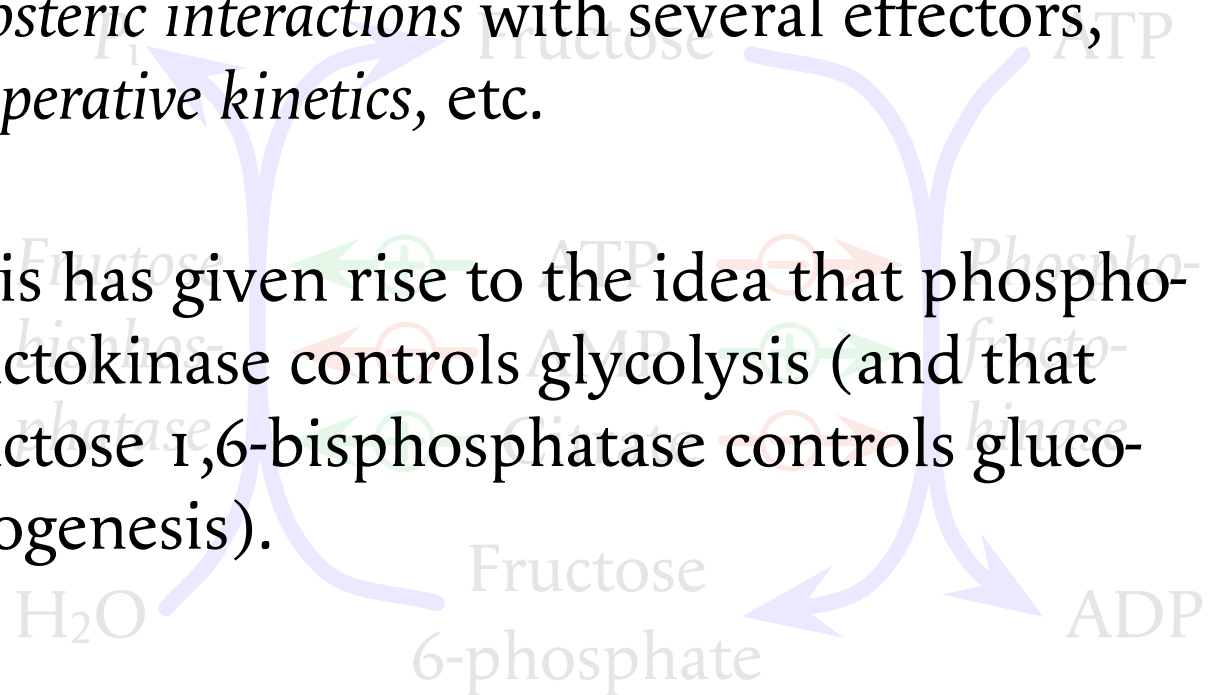 osteric interactions with several effectors,
perative kinetics, etc.
is has given rise to the idea that phospho-
ctokinase controls glycolysis (and that
ctose 1,6-bisphosphatase controls gluco-
ogenesis).
Pi
Fructose
ATP
Fructose
bisphos-
phatase
ATP
AMP
Citrate
Phospho-
fructo-
kinase
H2O
Fructose
6-phosphate
ADP